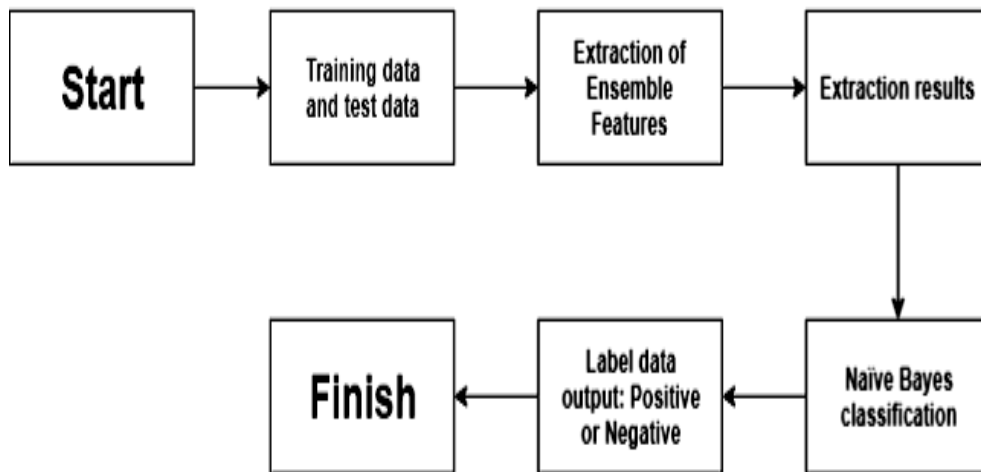 Start
Training data
and test data
Extraction of
Ensemble
Features
Extraction results
Naïve Bayes
classification
Label data
output: Positive
or Negative
Finish